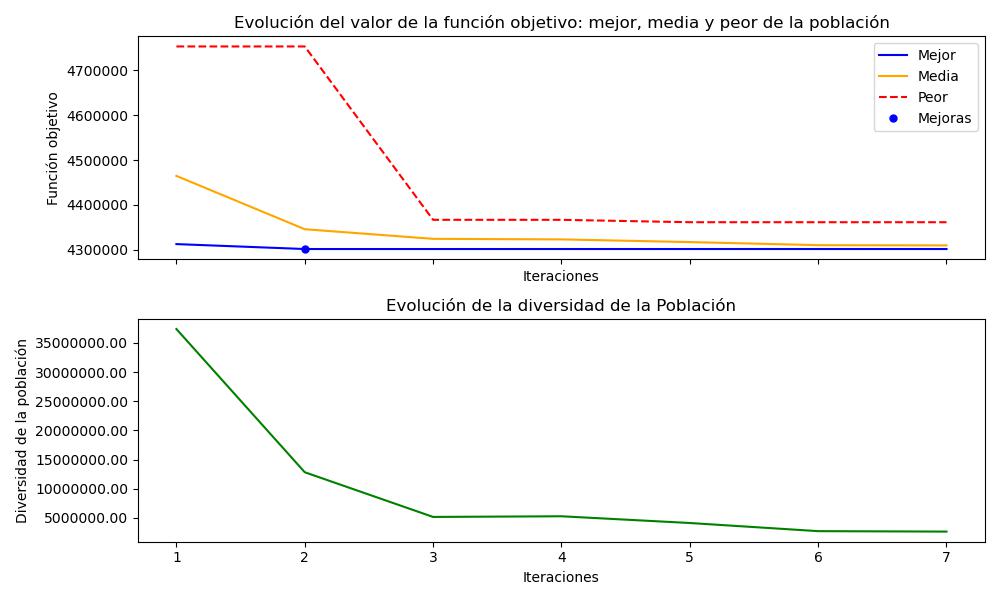 Evolución del valor de la función objetivo: mejor, media y peor de la población
Función objetivo
4700000
4600000
4500000
4400000
4300000
Mejor
Media
Peor
Mejoras
Iteraciones
Evolución de la diversidad de la Población
Diversidad de la población
35000000.00
30000000.00
25000000.00
20000000.00
15000000.00
10000000.00
5000000.00
1 2 3 4 5 6 7
Iteraciones